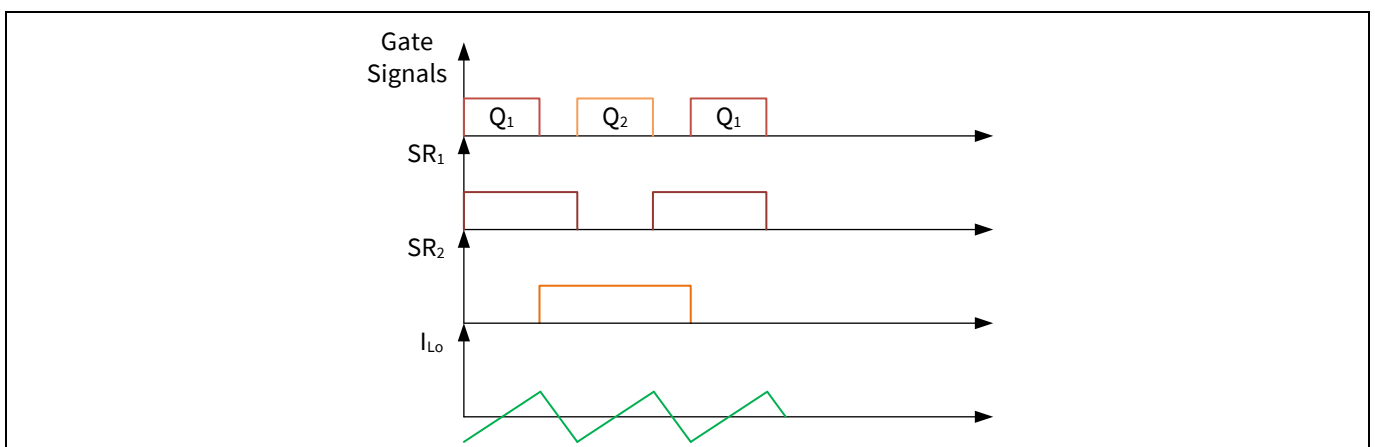 Gate
Signals
Q₁ Q₂ Q₁
SR₁
SR₂
I_Lo